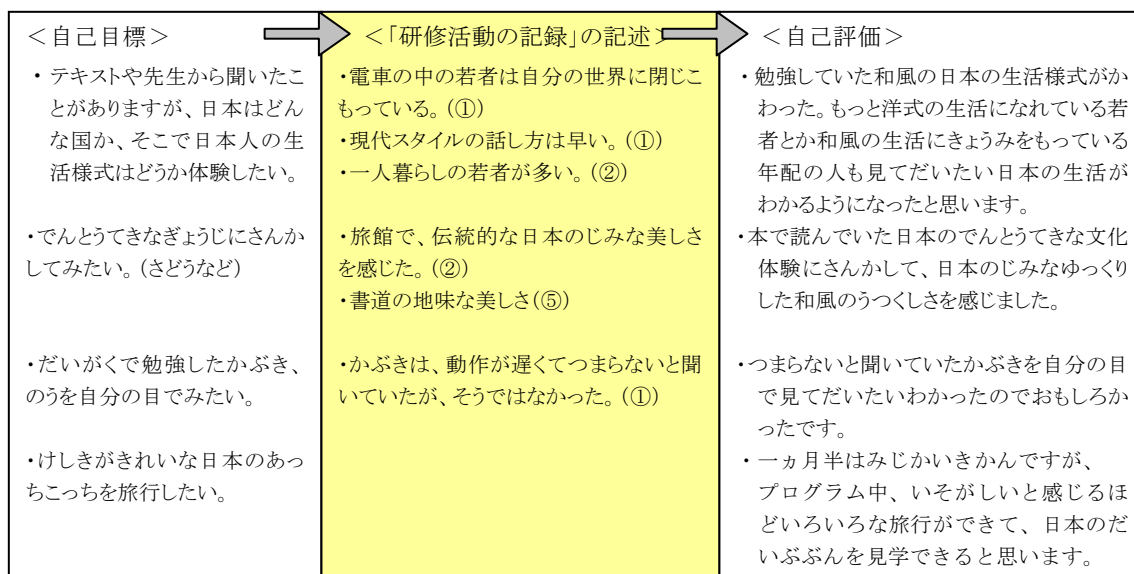 ＜自己目標＞
・テキストや先生から聞いたこ
とがありますが、日本はどん
な国か、そこで日本人の生
活様式はどうか体験したい。
・でんとうてきなぎょうじにさんか
してみたい。（さどうなど）
・だいがくで勉強したかぶき、
のうを自分の目でみたい。
・けしきがきれいな日本のあっ
ちこっちを旅行したい。
＜「研修活動の記録」の記述＞
・電車の中の若者は自分の世界に閉じこ
もっている。（①）
・現代スタイルの話し方は早い。（①）
・一人暮らしの若者が多い。（②）
・旅館で、伝統的な日本のじみな美しさ
を感じた。（②）
・書道の地味な美しさ（⑤）
・かぶきは、動作が遅くてつまらないと聞
いていたが、そうではなかった。（①）
＜自己評価＞
・勉強していた和風の日本の生活様式がか
わった。もっと洋式の生活になれている若
者とか和風の生活にきょうみをもっている
年配の人も見てだいたい日本の生活が
わかるようになったと思います。
・本で読んでいた日本のでんとうてきな文化
体験にさんかして、日本のじみなゆっくり
した和風のうつくしさを感じました。
・つまらないと聞いていたかぶきを自分の目
で見てだいたいわかったのでおもしろか
ったです。
・一ヵ月半はみじかいきかんですが、
プログラム中、いそがしいと感じるほ
どいろいろな旅行ができて、日本のだ
いぶぶんを見学できると思います。